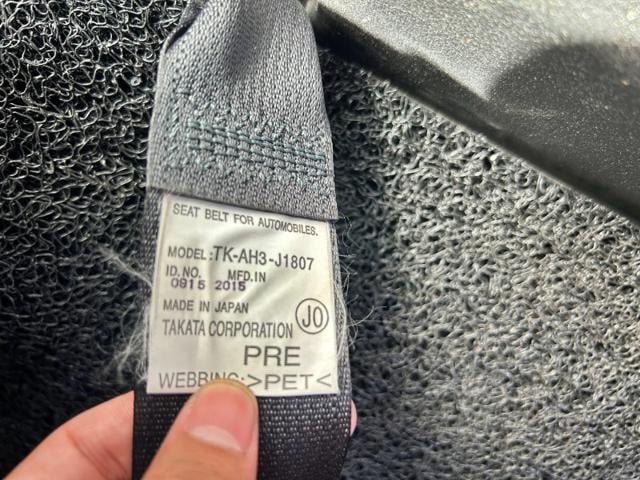 SEAT BELT FOR AUTOMOBILES.
MODEL:TK-AH3-J1807
ID.NO. MFD.IN
0915 2015
MADE IN JAPAN JO
TAKATA CORPORATION
PRE
WEBBING:>PET<